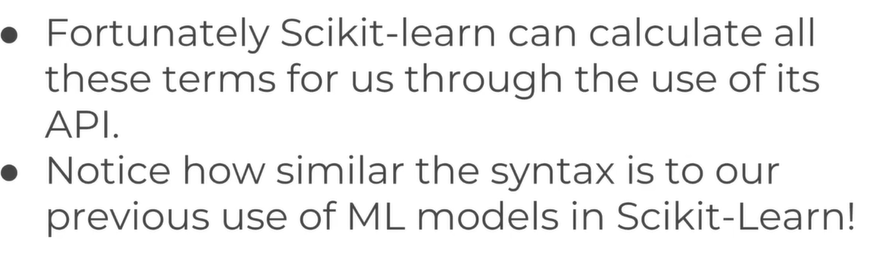 ● Fortunately Scikit-learn can calculate all
these terms for us through the use of its
API.
● Notice how similar the syntax is to our
previous use of ML models in Scikit-Learn!